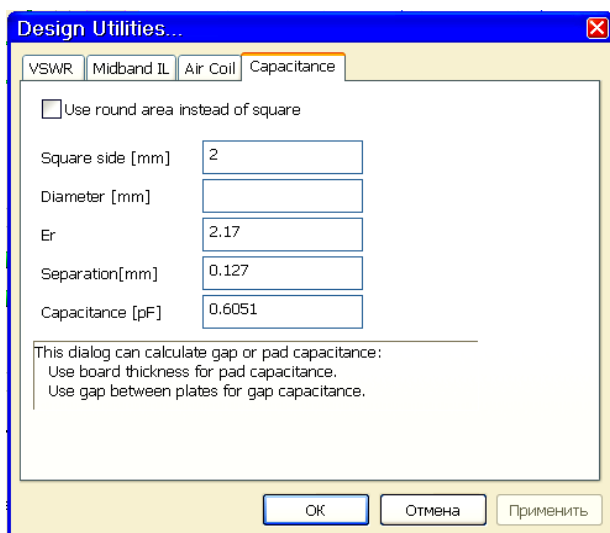 Design Utilities...
VSWR Midband IL Air Coil Capacitance
Use round area instead of square
Square side [mm] 2
Diameter [mm]
Er 2.17
Separation[mm] 0.127
Capacitance [pF] 0.6051
This dialog can calculate gap or pad capacitance:
Use board thickness for pad capacitance.
Use gap between plates for gap capacitance.
ОК Отмена Применить